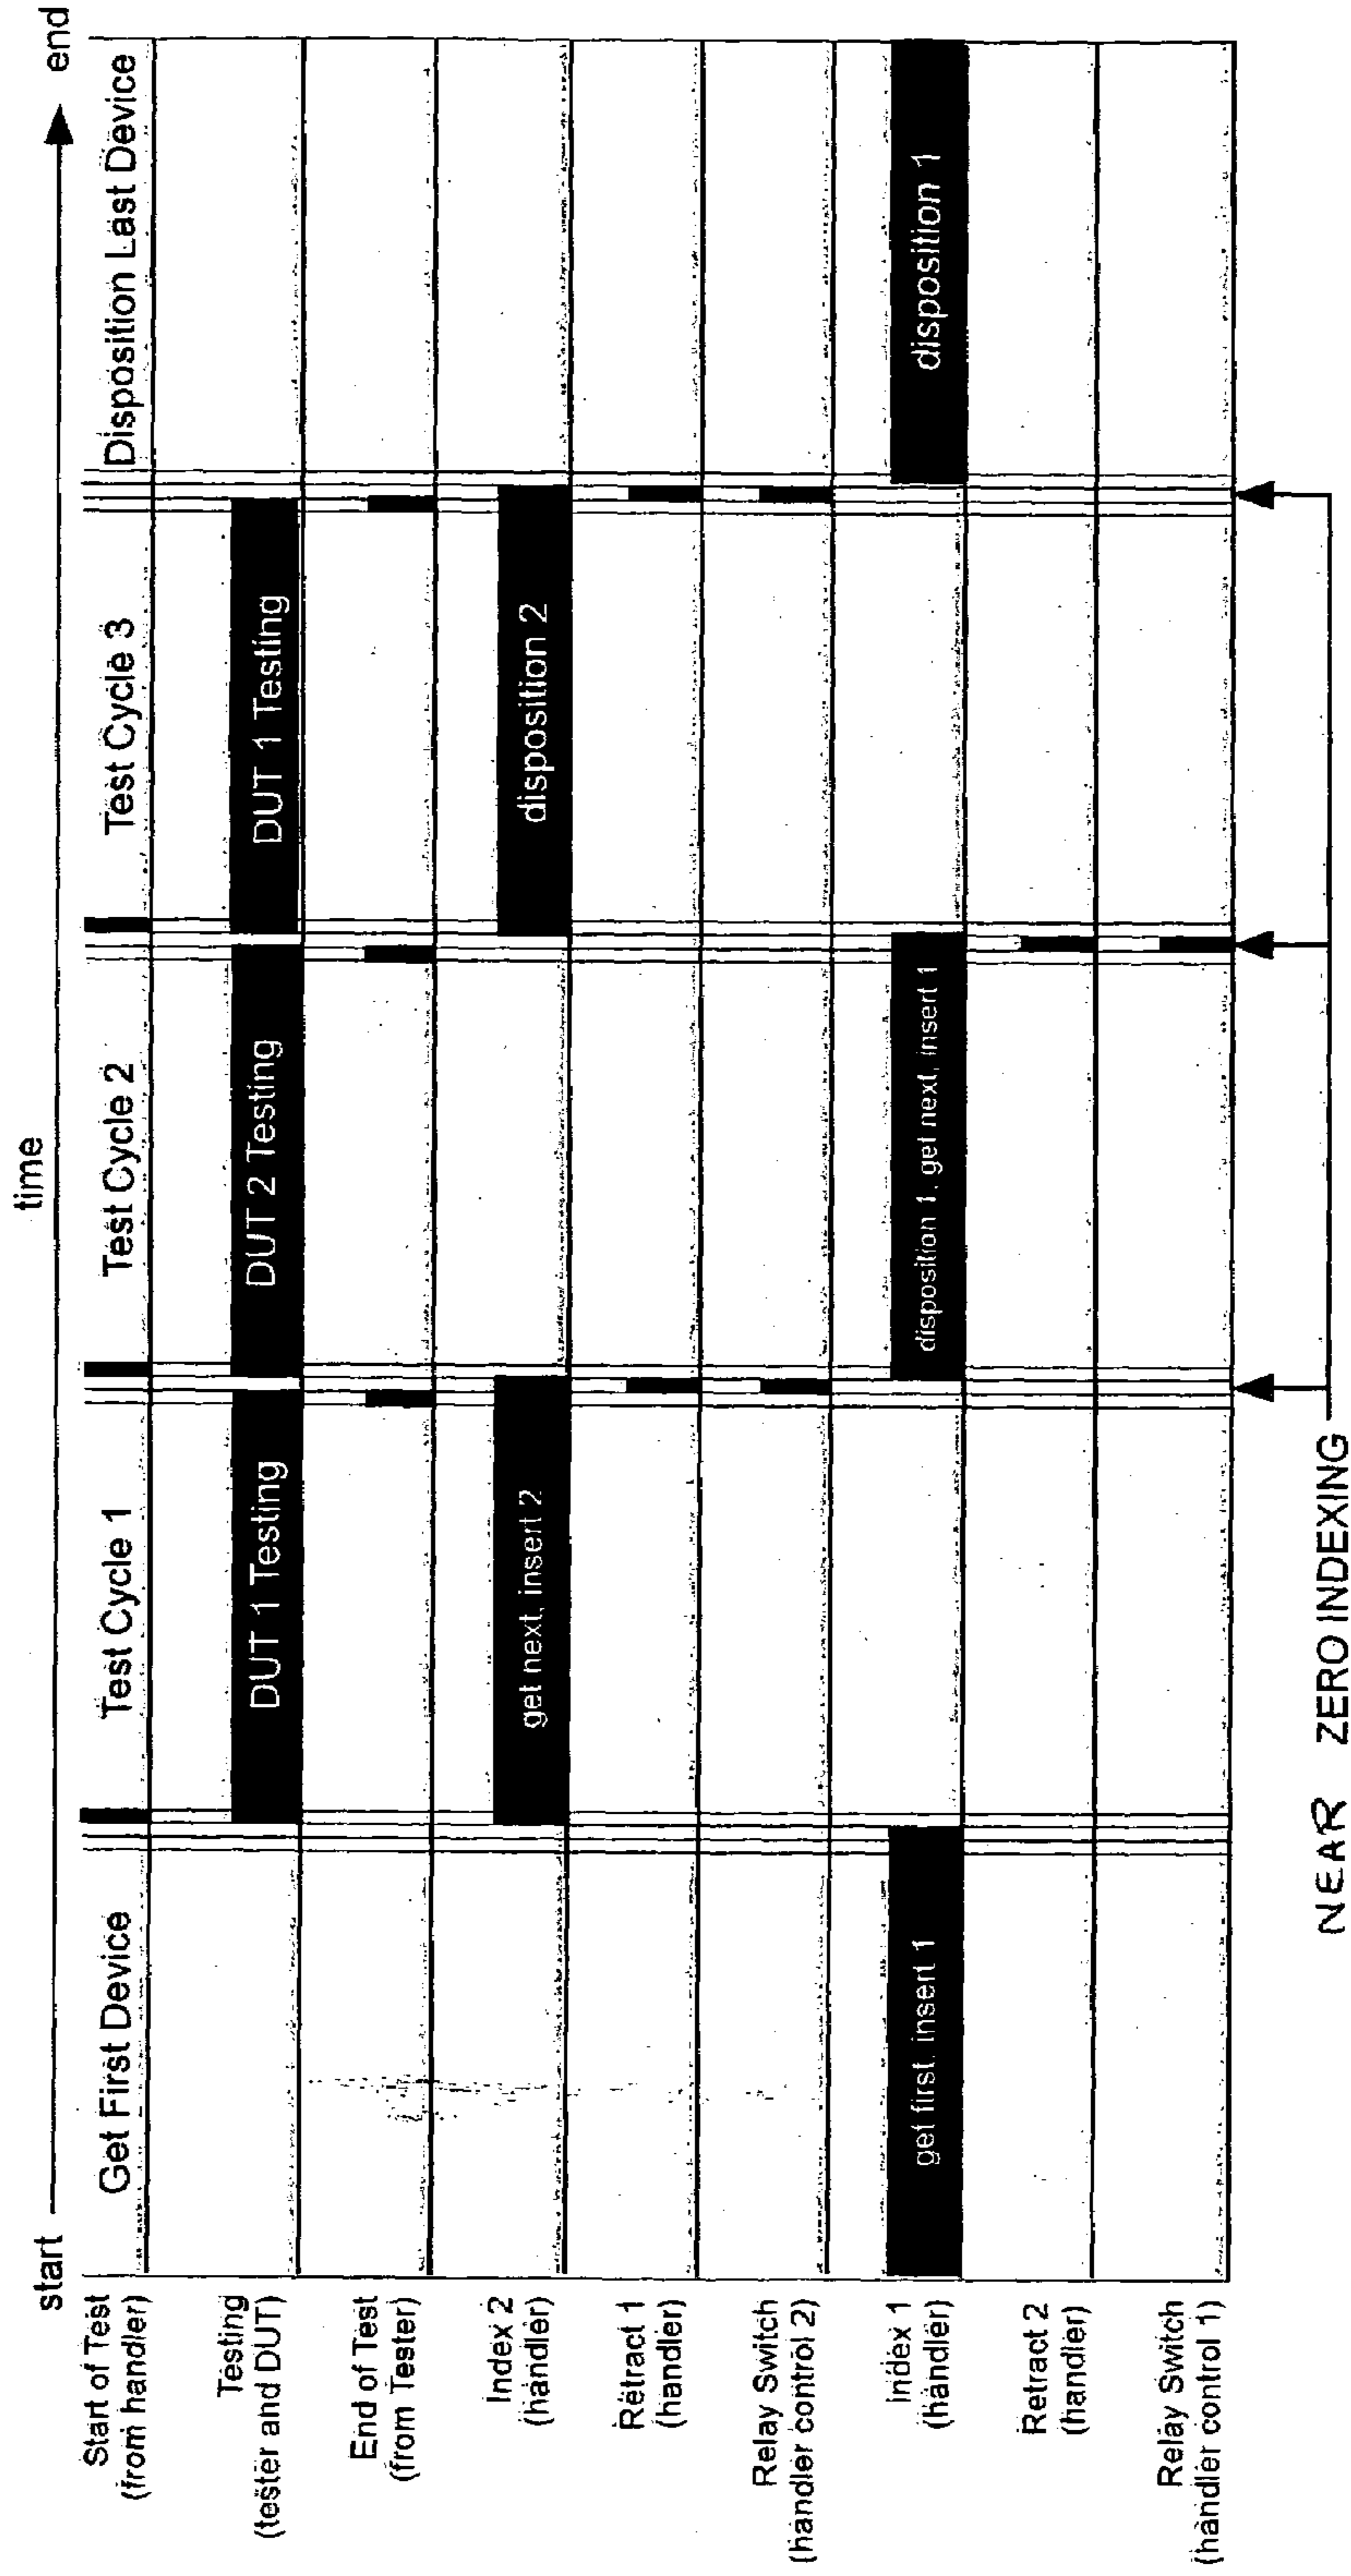 time
start
end
Get First Device
Test Cycle 1
Test Cycle 2
Test Cycle 3
Disposition Last Device
Start of Test
(from handler)
Testing
(tester and DUT)
DUT 1 Testing
DUT 2 Testing
DUT 1 Testing
End of Test
(from Tester)
Index 2
(handler)
get next, insert 2
disposition 2
Retract 1
(handler)
Relay Switch
(handler control 2)
Index 1
(handler)
get first, insert 1
disposition 1, get next, insert 1
disposition 1
Retract 2
(handler)
Relay Switch
(handler control 1)
NEAR ZERO INDEXING